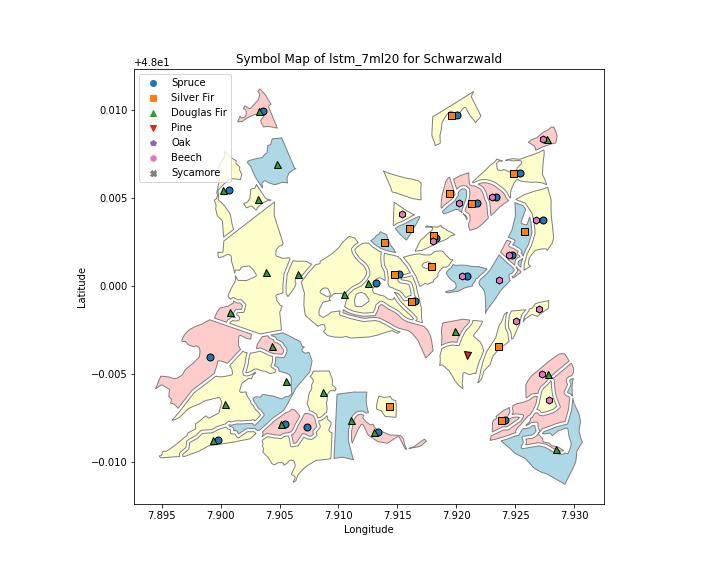 Symbol Map of lstm_7ml20 for Schwarzwald
+4.8e1
Spruce
Silver Fir
Douglas Fir
Pine
Oak
Beech
Sycamore
0.010
0.005
0.000
−0.005
−0.010
Latitude
7.895 7.900 7.905 7.910 7.915 7.920 7.925 7.930
Longitude